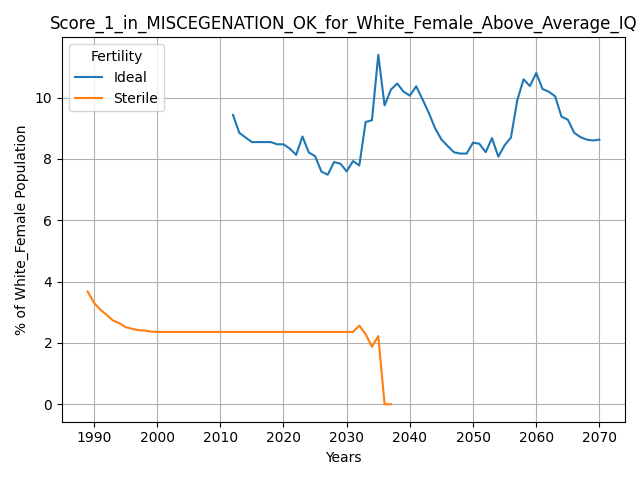 Score_1_in_MISCEGENATION_OK_for_White_Female_Above_Average_IQ
Fertility
Ideal
Sterile
% of White_Female Population
10
8
6
4
2
0
1990 2000 2010 2020 2030 2040 2050 2060 2070
Years